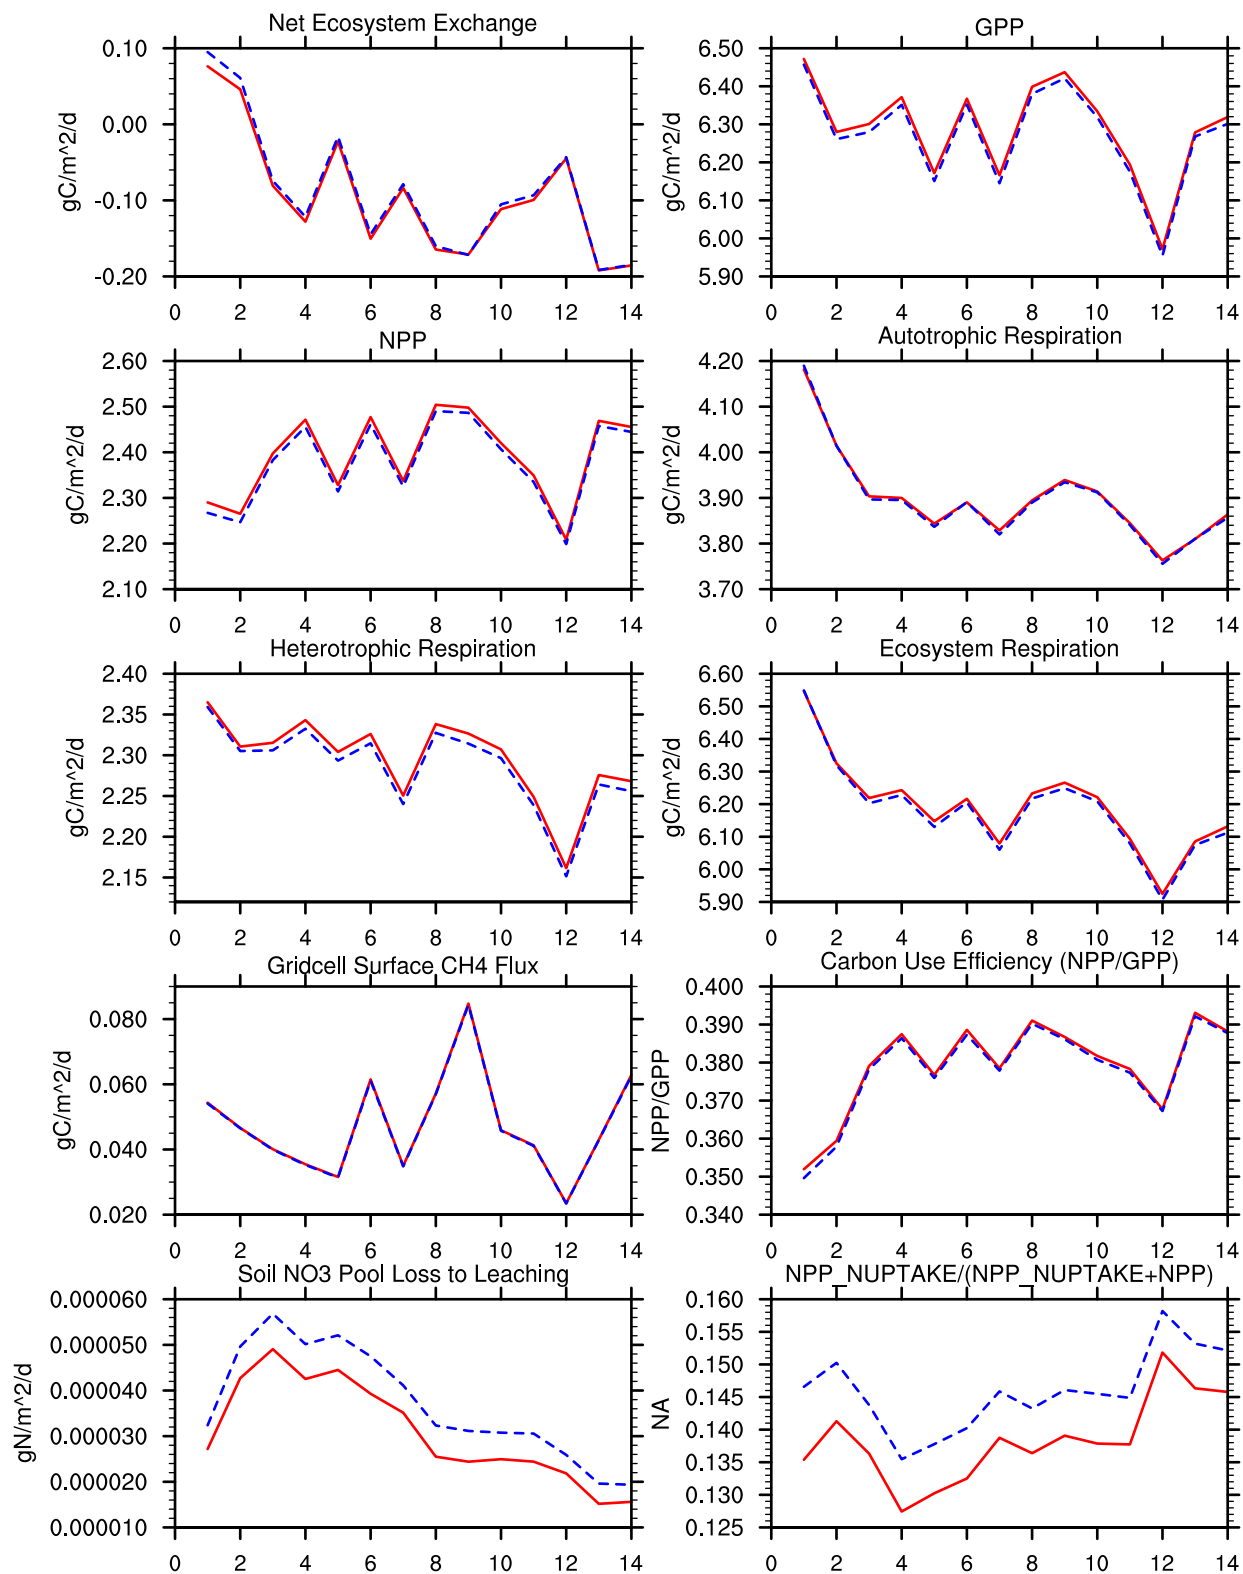 Net Ecosystem Exchange
gC/m^2/d
0.10
0.00
-0.10
-0.20
0 2 4 6 8 10 12 14
GPP
gC/m^2/d
6.50
6.40
6.30
6.20
6.10
6.00
5.90
0 2 4 6 8 10 12 14
NPP
gC/m^2/d
2.60
2.50
2.40
2.30
2.20
2.10
0 2 4 6 8 10 12 14
Autotrophic Respiration
gC/m^2/d
4.20
4.10
4.00
3.90
3.80
3.70
0 2 4 6 8 10 12 14
Heterotrophic Respiration
gC/m^2/d
2.40
2.35
2.30
2.25
2.20
2.15
0 2 4 6 8 10 12 14
Ecosystem Respiration
gC/m^2/d
6.60
6.50
6.40
6.30
6.20
6.10
6.00
5.90
0 2 4 6 8 10 12 14
Gridcell Surface CH4 Flux
gC/m^2/d
0.080
0.060
0.040
0.020
0 2 4 6 8 10 12 14
Carbon Use Efficiency (NPP/GPP)
NPP/GPP
0.400
0.390
0.380
0.370
0.360
0.350
0.340
0 2 4 6 8 10 12 14
Soil NO3 Pool Loss to Leaching
gN/m^2/d
0.000060
0.000050
0.000040
0.000030
0.000020
0.000010
0 2 4 6 8 10 12 14
NPP_NUPTAKE/(NPP_NUPTAKE+NPP)
NA
0.160
0.155
0.150
0.145
0.140
0.135
0.130
0.125
0 2 4 6 8 10 12 14